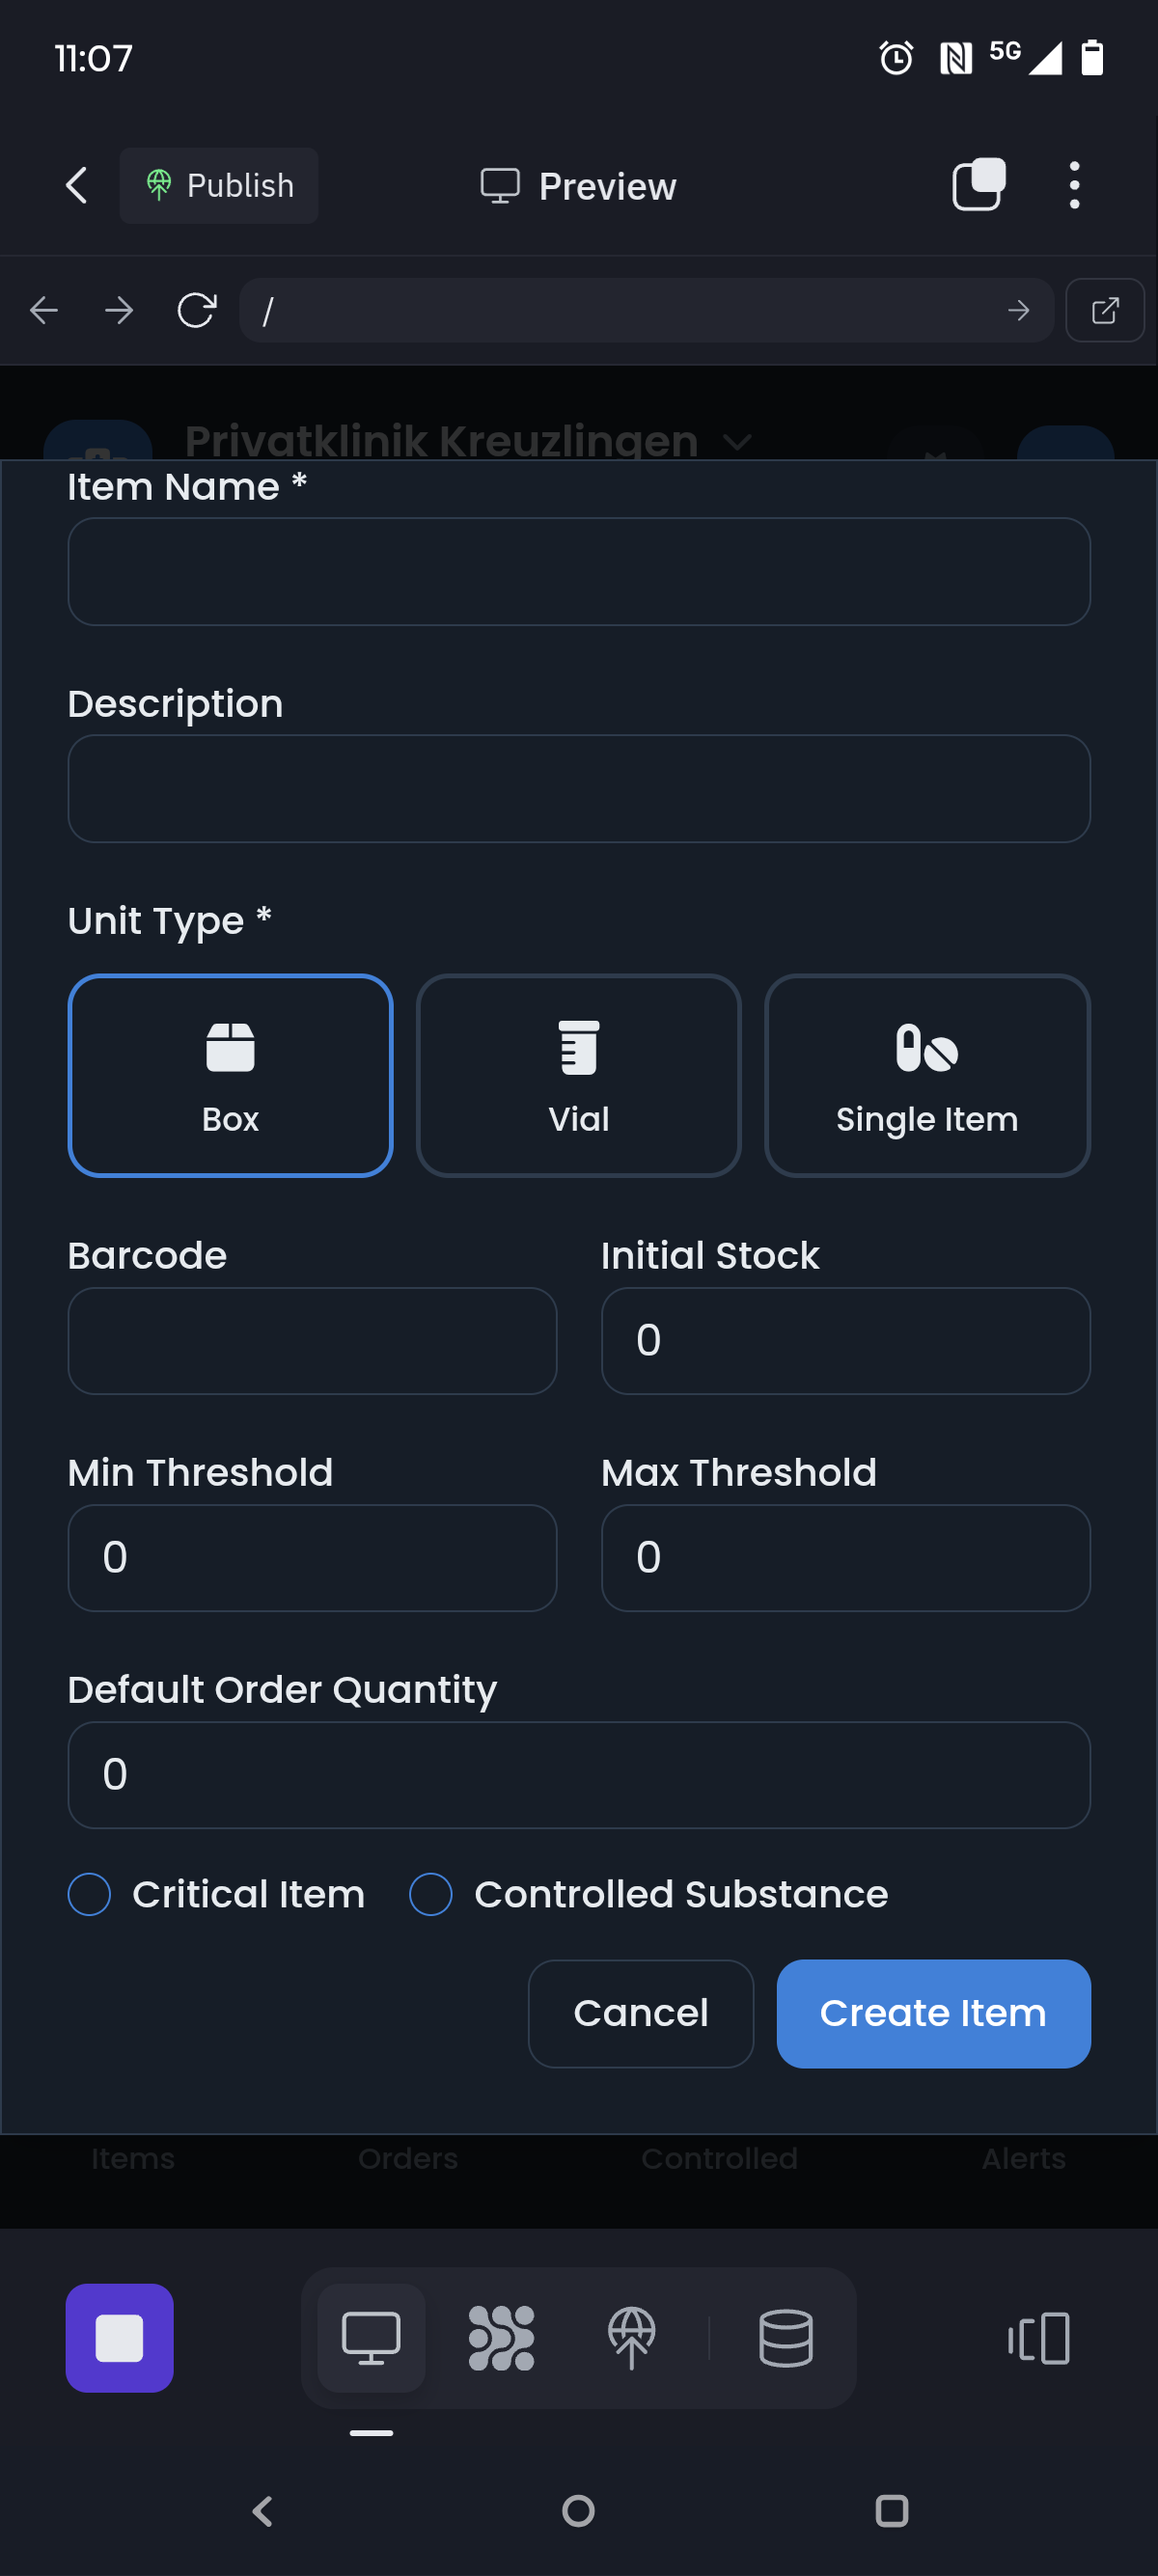 11:07
5G
Publish
Preview
/
Privatklinik Kreuzlingen
Item Name *
Description
Unit Type *
Box
Vial
Single Item
Barcode
Initial Stock
0
Min Threshold
Max Threshold
0
0
Default Order Quantity
0
Critical Item
Controlled Substance
Cancel
Create Item
Items
Orders
Controlled
Alerts